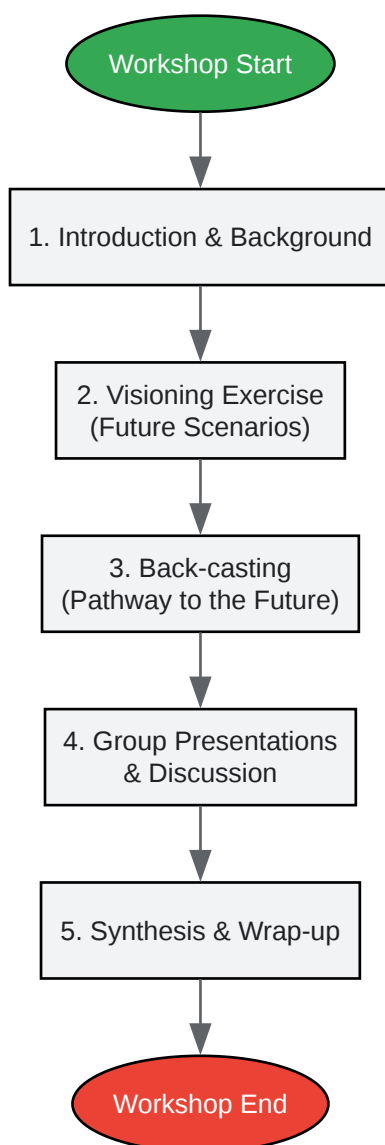 Workshop Start
1. Introduction & Background
2. Visioning Exercise
(Future Scenarios)
3. Back-casting
(Pathway to the Future)
4. Group Presentations
& Discussion
5. Synthesis & Wrap-up
Workshop End